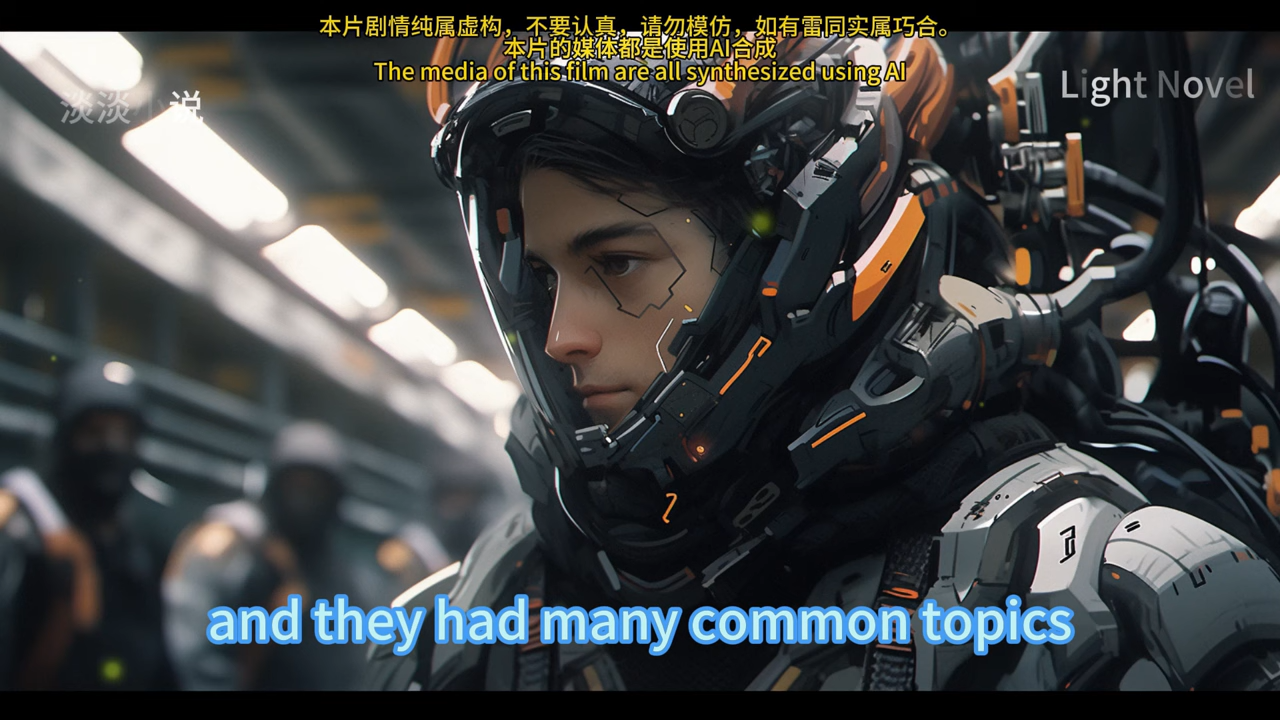 本片剧情纯属虚构，不要认真，请勿模仿，如有雷同实属巧合。
本片的媒体都是使用AI合成
The media of this film are all synthesized using AI
淡淡小说
Light Novel
and they had many common topics